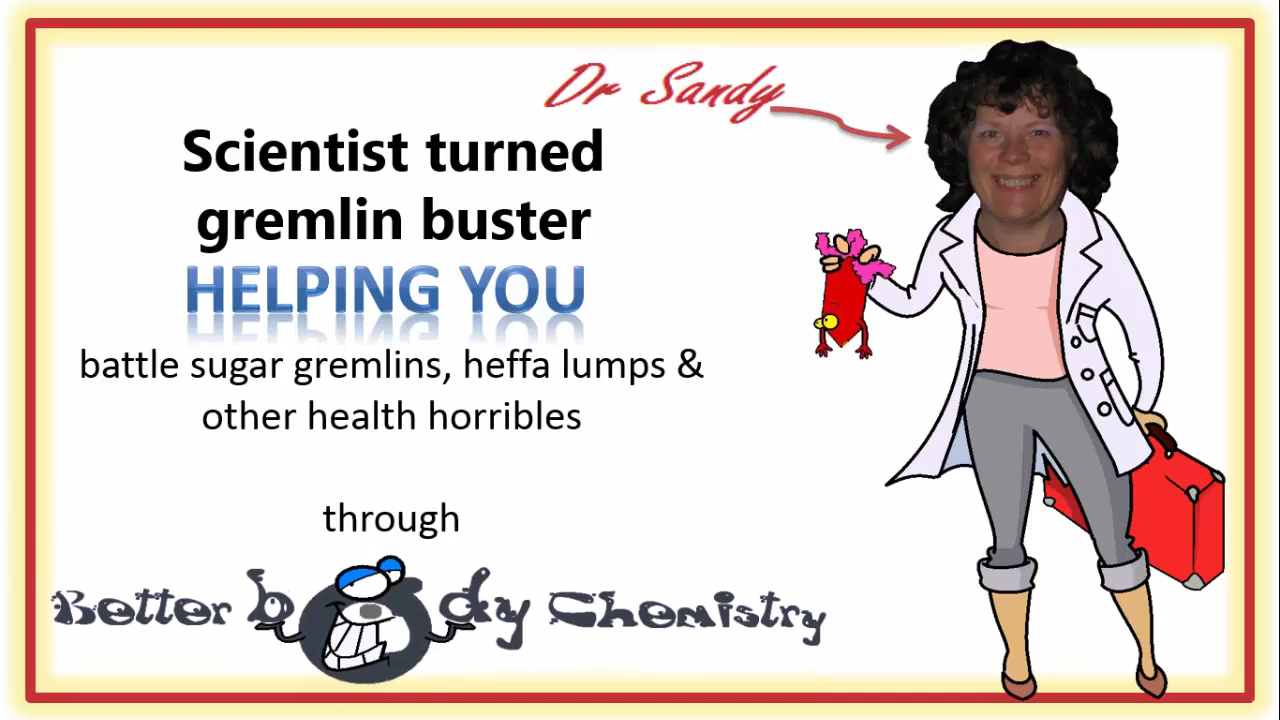 Dr Sandy
Scientist turned
gremlin buster
HELPING YOU
battle sugar gremlins, heffa lumps &
other health horribles
through
Better body Chemistry